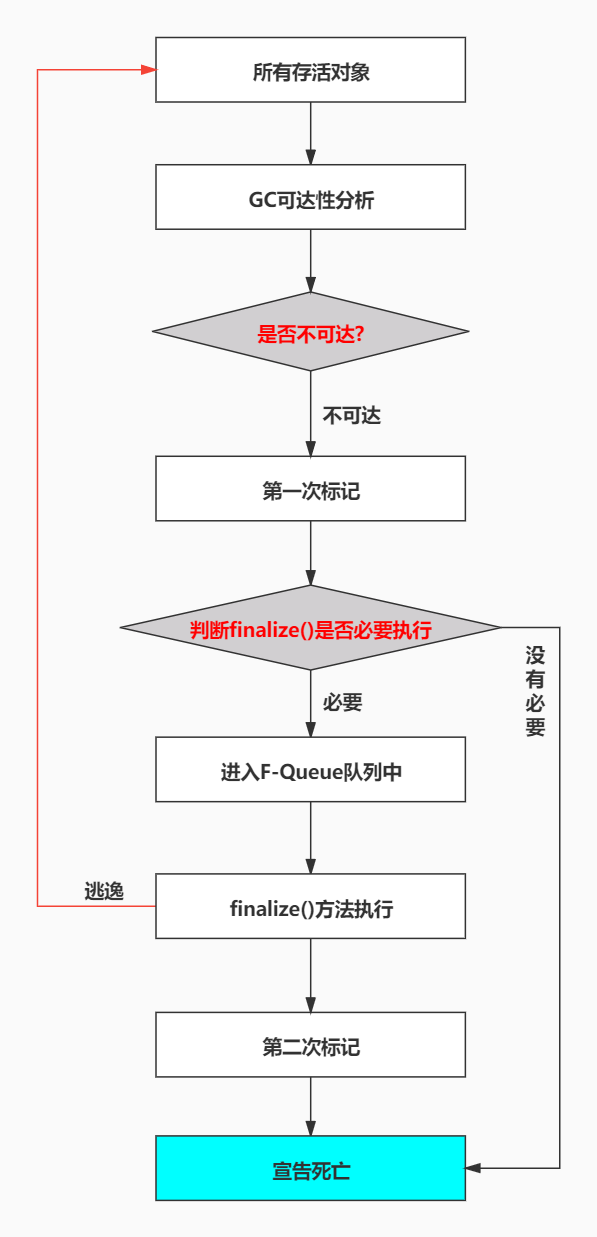 所有存活对象
GC可达性分析
是否不可达?
不可达
第一次标记
判断finalize()是否必要执行
没有必要
必要
进入F-Queue队列中
逃逸
finalize()方法执行
第二次标记
宣告死亡